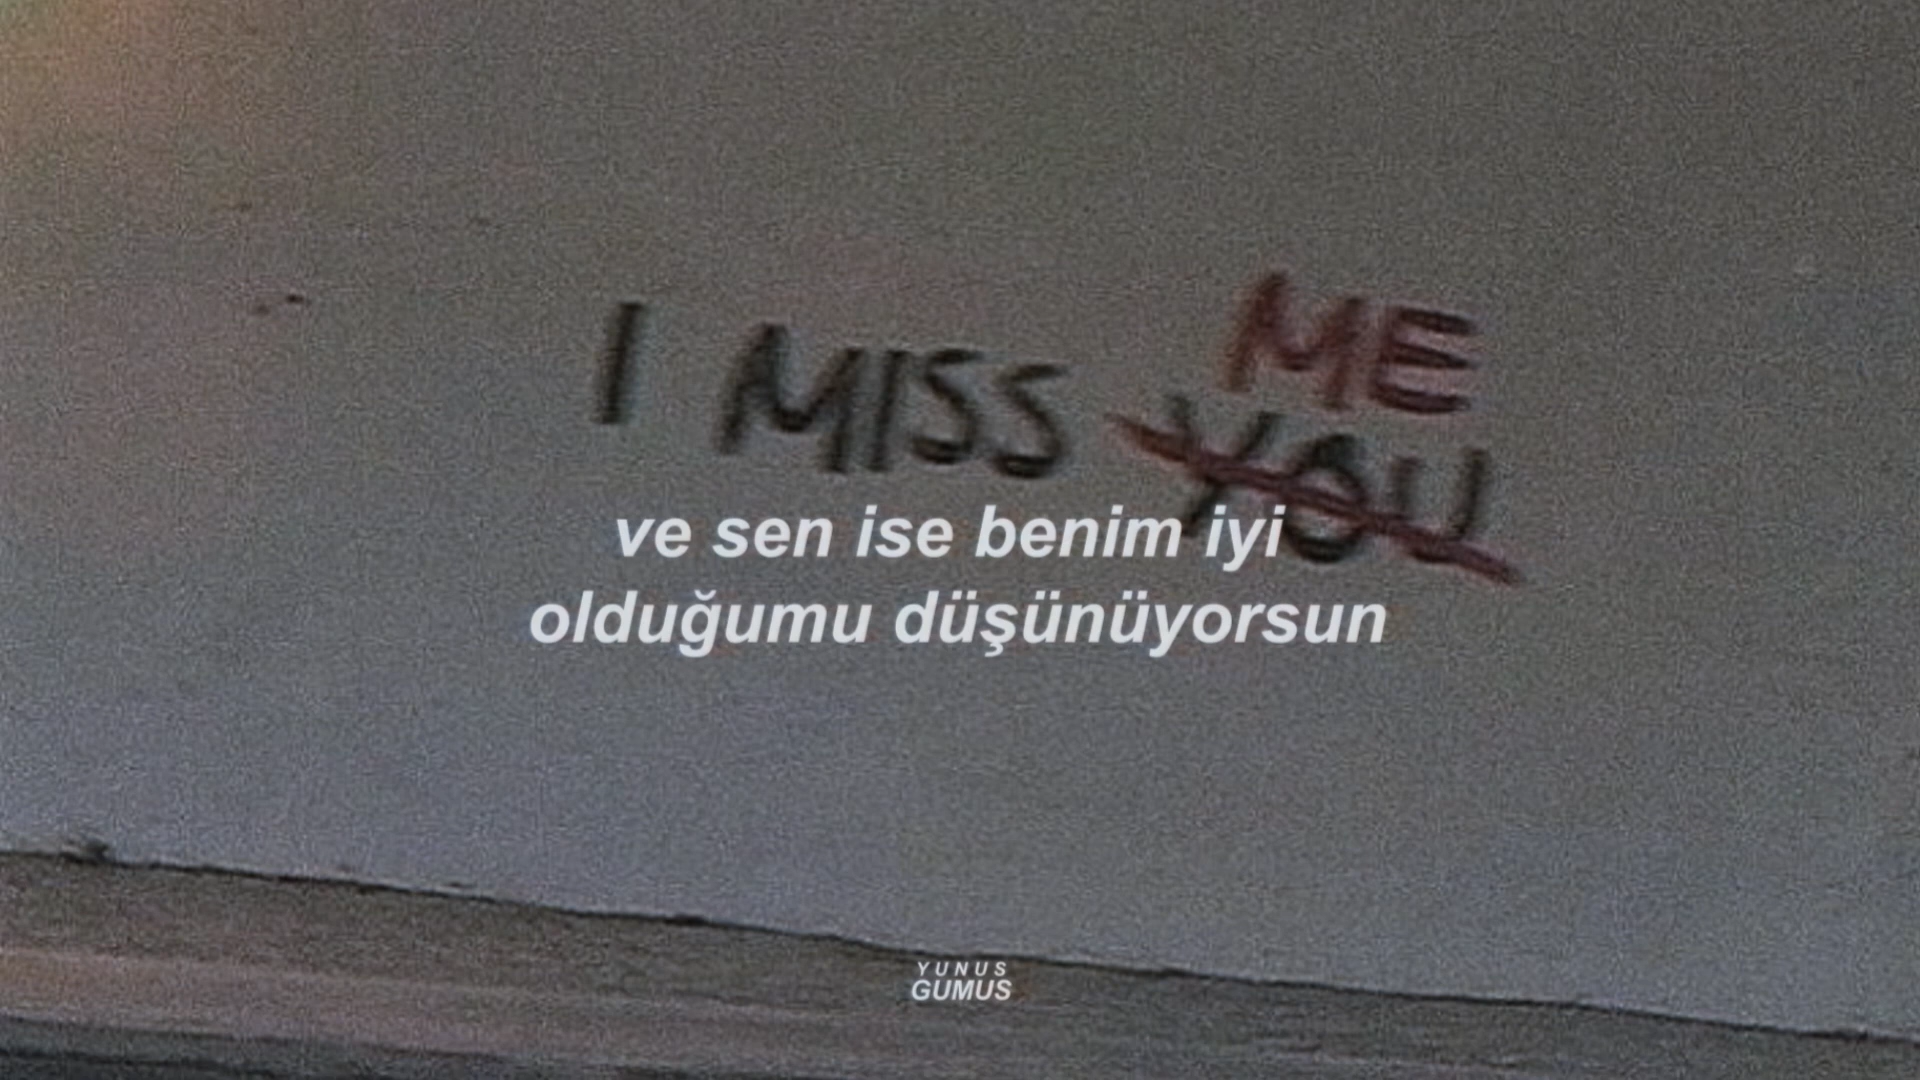 ME
I MISS YOU
ve sen ise benim iyi
olduğumu düşünüyorsun
YUNUS
GUMUS